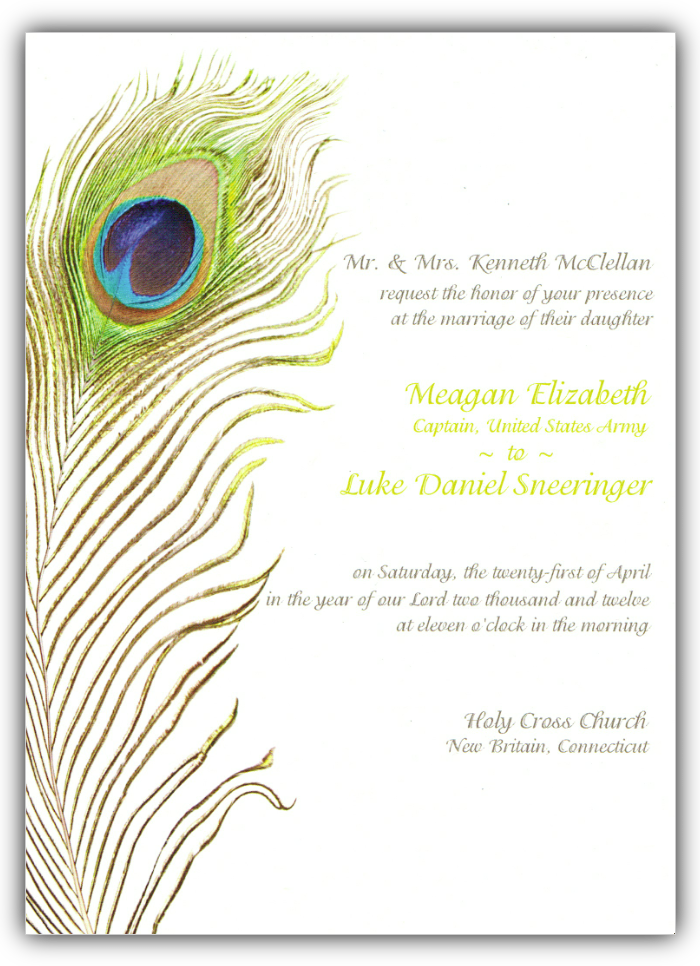 Mr. & Mrs. Kenneth McClellan
request the honor of your presence
at the marriage of their daughter
Meagan Elizabeth
Captain, United States Army
~ to ~
Luke Daniel Sneeringer
on Saturday, the twenty-first of April
in the year of our Lord two thousand and twelve
at eleven o'clock in the morning
Holy Cross Church
New Britain, Connecticut